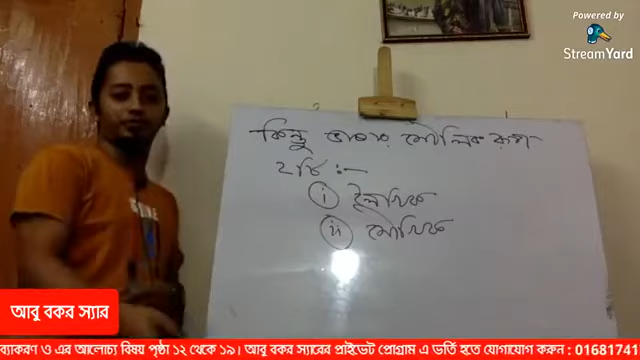 Powered by
StreamYard
কিন্তু ভাষার মৌলিক রূপ
২টি :—
i লৈখিক
ii মৌখিক
আবু বকর স্যার
ব্যাকরণ ও এর আলোচ্য বিষয় পৃষ্ঠা ১২ থেকে ১৯। আবু বকর স্যারের প্রাইভেট প্রোগ্রাম এ ভর্তি হতে যোগাযোগ করুন : 01681741